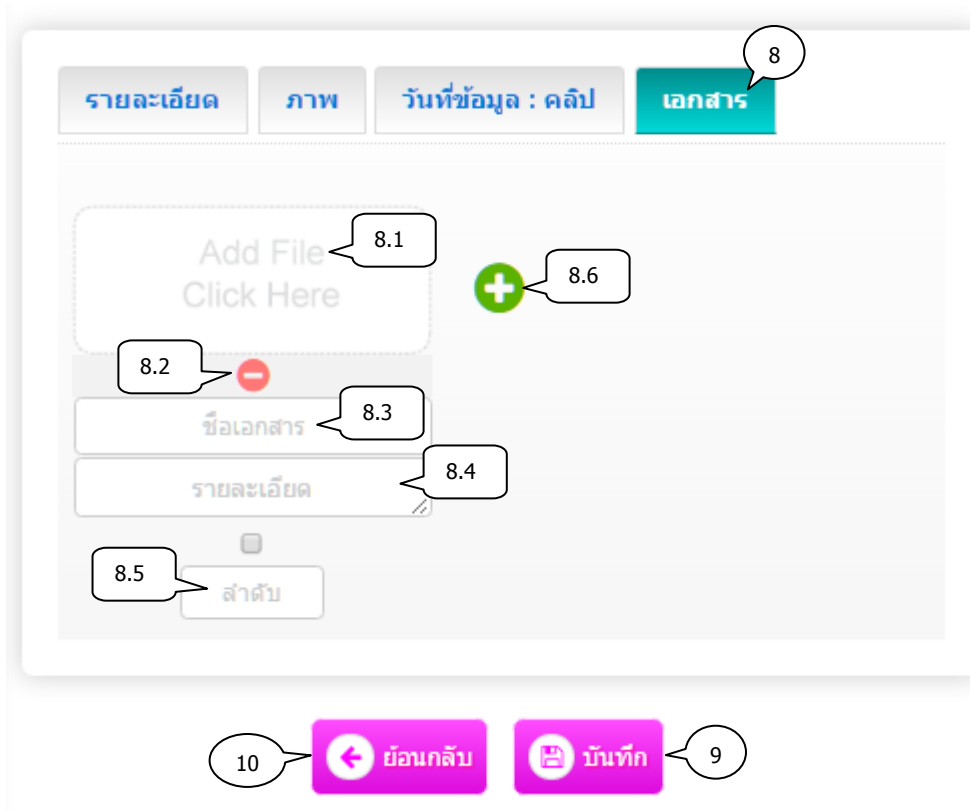 8
รายละเอียด ภาพ วันที่ข้อมูล : คลิป เอกสาร
Add File
Click Here
8.1
8.6
8.2
ชื่อเอกสาร
8.3
รายละเอียด
8.4
8.5
ลำดับ
10
ย้อนกลับ
บันทึก
9